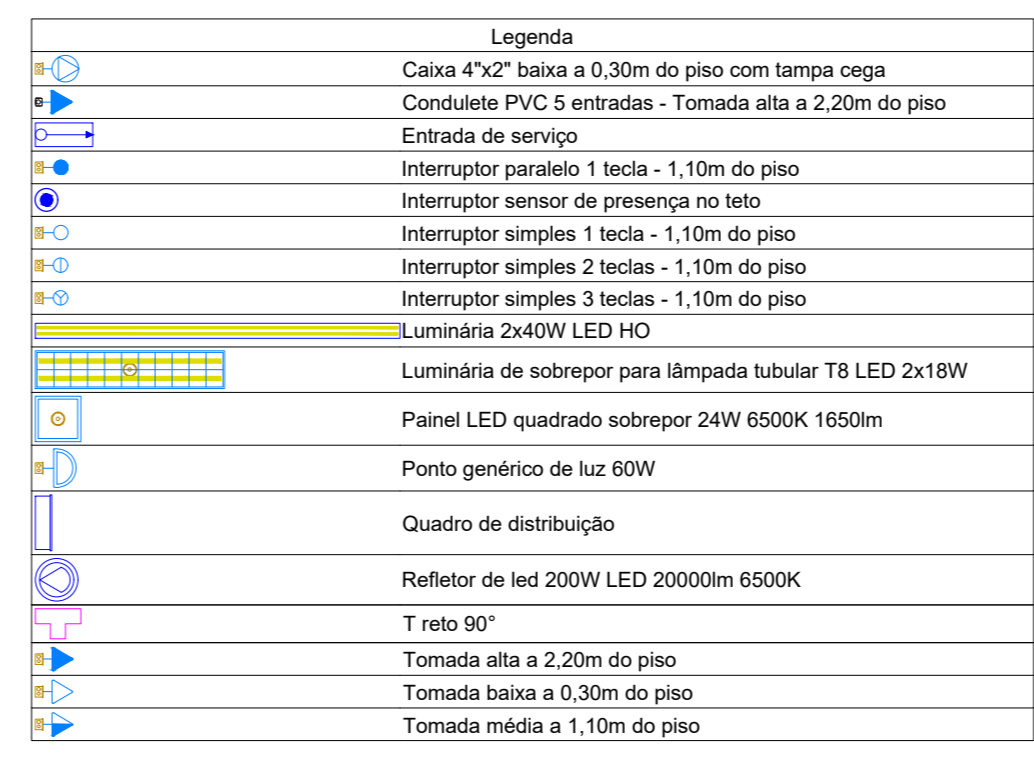 Legenda
Caixa 4"x2" baixa a 0,30m do piso com tampa cega
Condulete PVC 5 entradas - Tomada alta a 2,20m do piso
Entrada de serviço
Interruptor paralelo 1 tecla - 1,10m do piso
Interruptor sensor de presença no teto
Interruptor simples 1 tecla - 1,10m do piso
Interruptor simples 2 teclas - 1,10m do piso
Interruptor simples 3 teclas - 1,10m do piso
Luminária 2x40W LED HO
Luminária de sobrepor para lâmpada tubular T8 LED 2x18W
Painel LED quadrado sobrepor 24W 6500K 1650lm
Ponto genérico de luz 60W
Quadro de distribuição
Refletor de led 200W LED 20000lm 6500K
T reto 90°
Tomada alta a 2,20m do piso
Tomada baixa a 0,30m do piso
Tomada média a 1,10m do piso